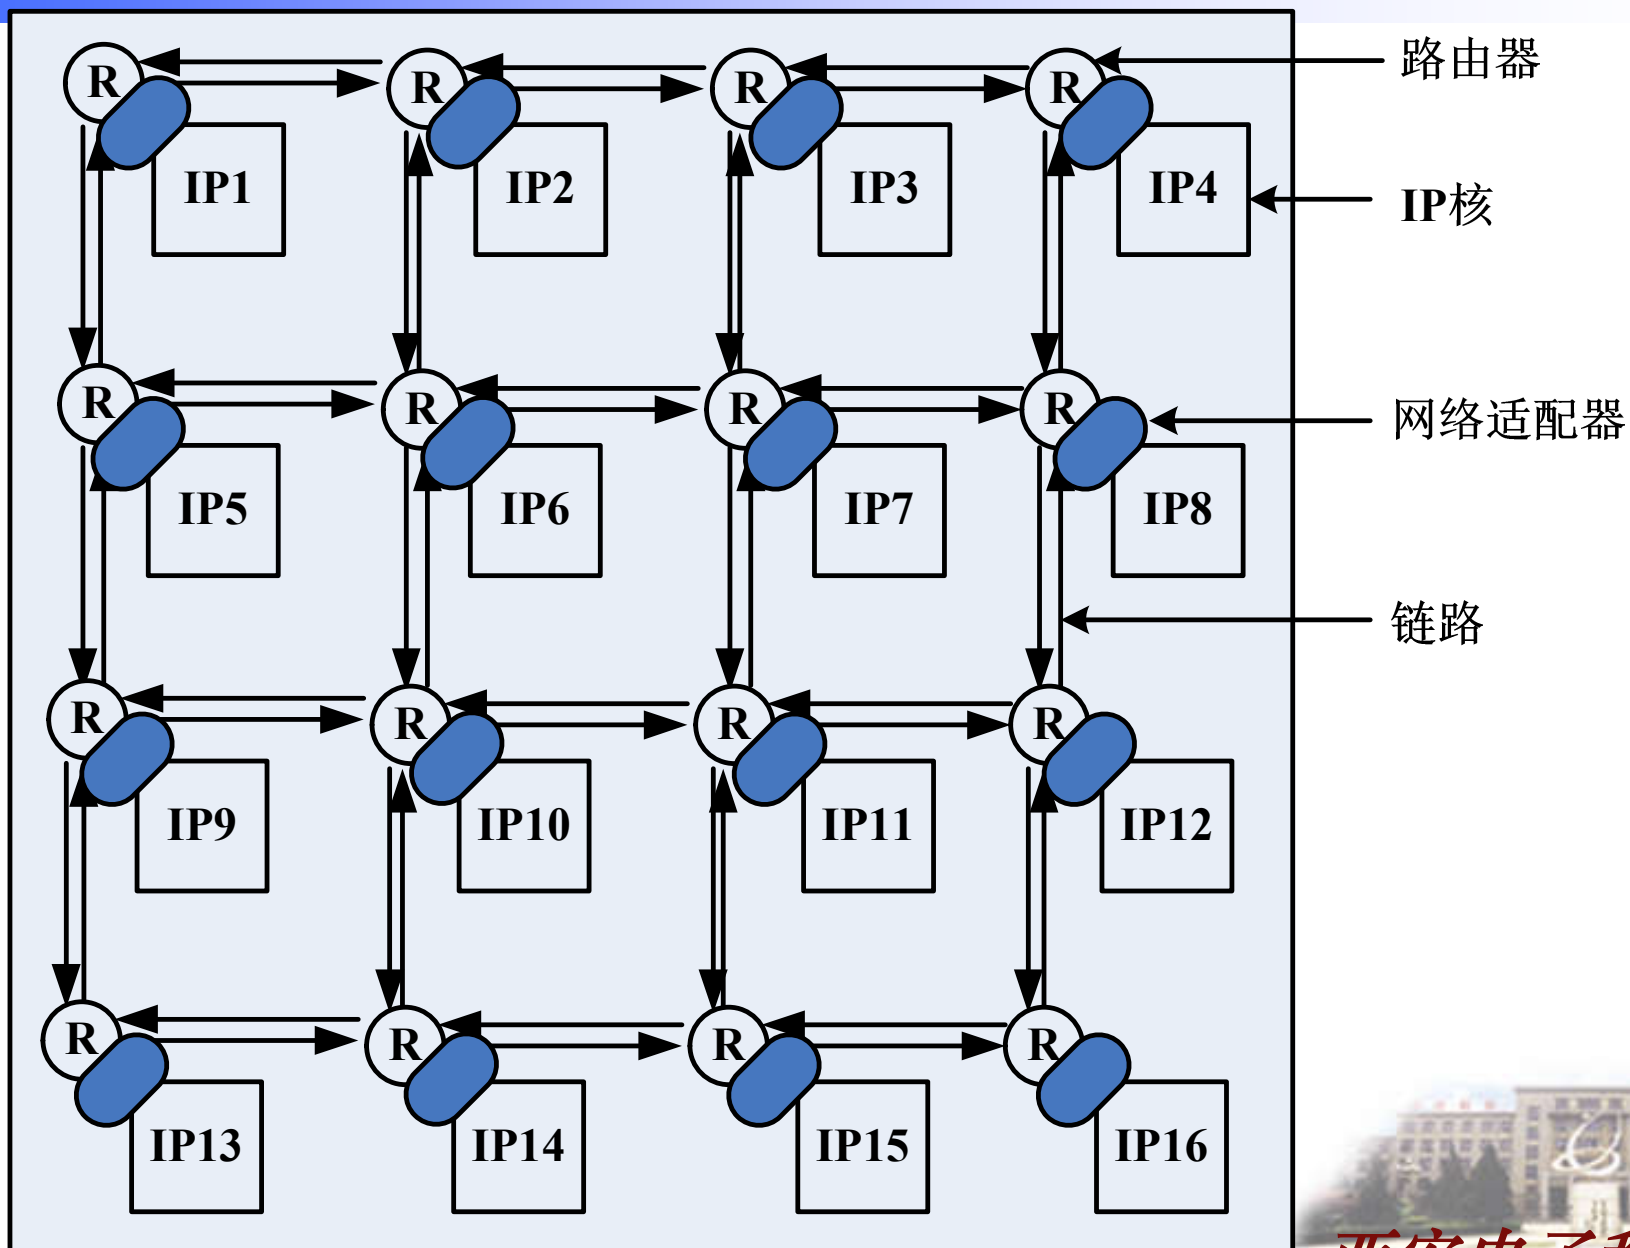 R R R R 路由器
IP1 IP2 IP3 IP4 IP核
R R R R 网络适配器
IP5 IP6 IP7 IP8
链路
R R R R
IP9 IP10 IP11 IP12
R R R R
IP13 IP14 IP15 IP16